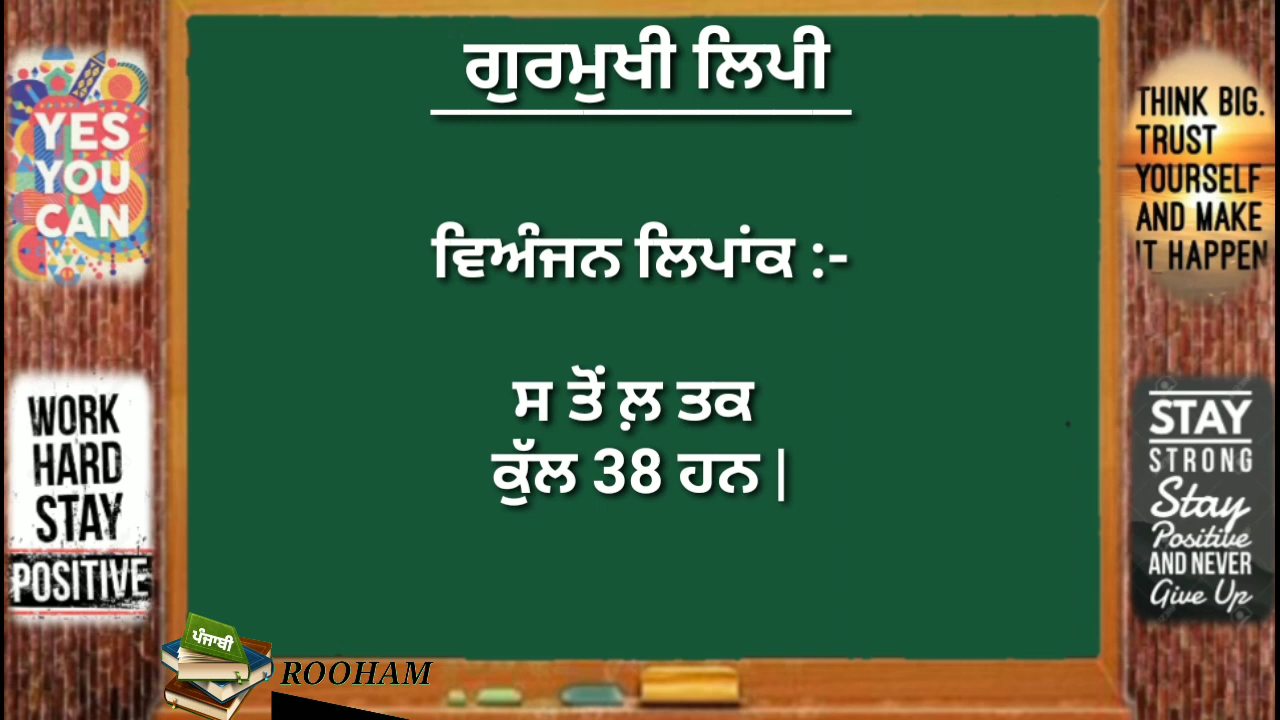 ਗੁਰਮੁਖੀ ਲਿਪੀ
ਵਿਅੰਜਨ ਲਿਪਾਂਕ :-
ਸ ਤੋਂ ਲ਼ ਤਕ
ਕੁੱਲ 38 ਹਨ |
YES
YOU
CAN
WORK
HARD
STAY
POSITIVE
THINK BIG.
TRUST
YOURSELF
AND MAKE
IT HAPPEN
STAY
STRONG
Stay
Positive
AND NEVER
Give Up
ਪੰਜਾਬੀ
ROOHAM